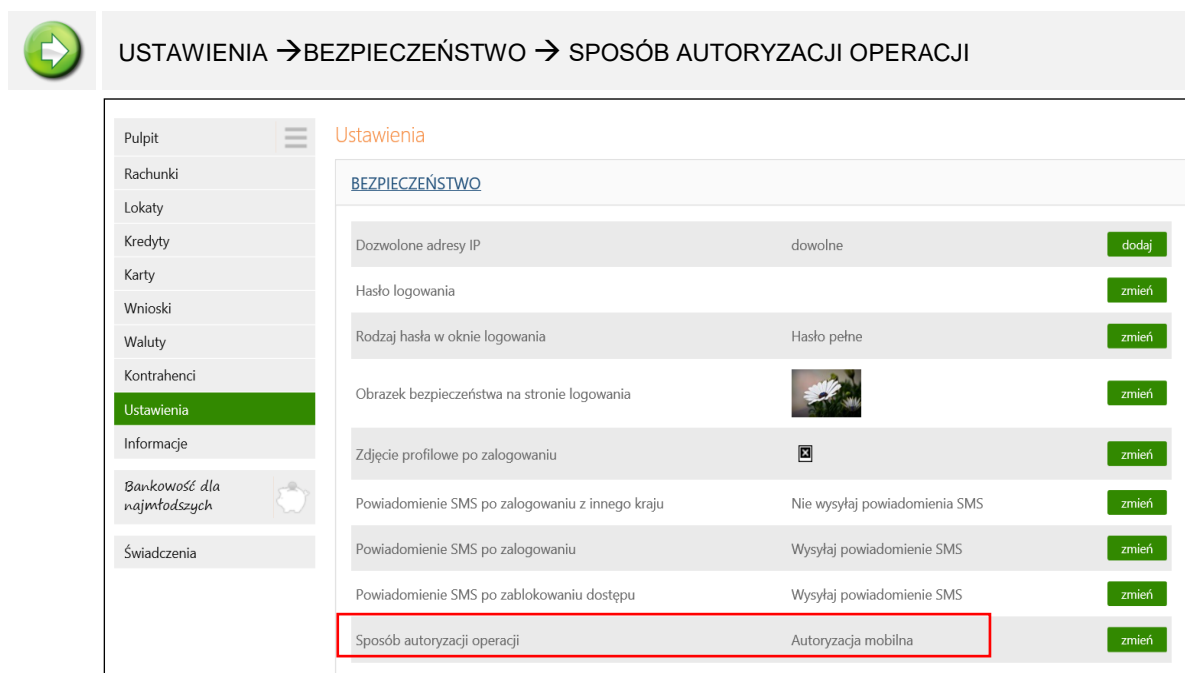 USTAWIENIA →BEZPIECZEŃSTWO → SPOSÓB AUTORYZACJI OPERACJI
Pulpit
Rachunki
Lokaty
Kredyty
Karty
Wnioski
Waluty
Kontrahenci
Ustawienia
Informacje
Bankowość dla
najmłodszych
Świadczenia
Ustawienia
BEZPIECZEŃSTWO
Dozwolone adresy IP dowolne dodaj
Hasło logowania zmień
Rodzaj hasła w oknie logowania Hasło pełne zmień
Obrazek bezpieczeństwa na stronie logowania zmień
Zdjęcie profilowe po zalogowaniu zmień
Powiadomienie SMS po zalogowaniu z innego kraju Nie wysyłaj powiadomienia SMS zmień
Powiadomienie SMS po zalogowaniu Wysyłaj powiadomienie SMS zmień
Powiadomienie SMS po zablokowaniu dostępu Wysyłaj powiadomienie SMS zmień
Sposób autoryzacji operacji Autoryzacja mobilna zmień